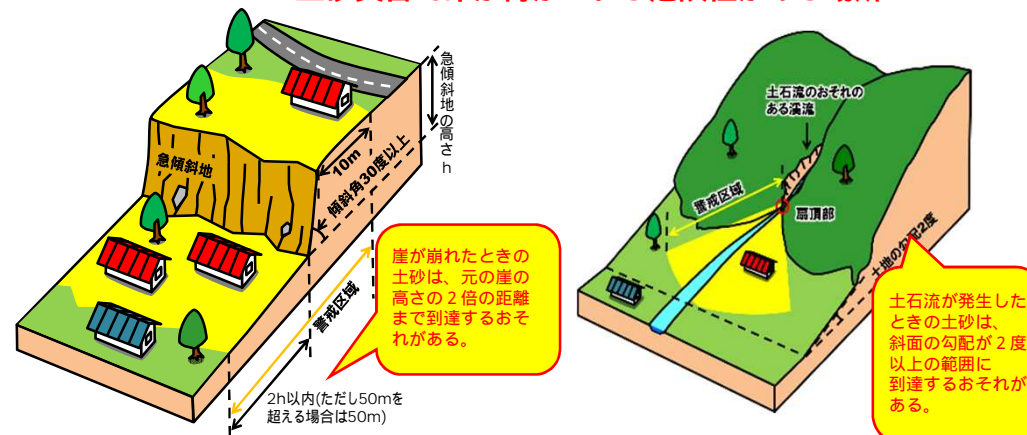 急傾斜地の高さh
10m
傾斜角30度以上
急傾斜地
警戒区域
崖が崩れたときの
土砂は、元の崖の
高さの2倍の距離
まで到達するおそ
れがある。
2h以内(ただし50mを
超える場合は50m)
土石流のおそれの
ある渓流
警戒区域
扇頂部
土地の勾配2度
土石流が発生した
ときの土砂は、
斜面の勾配が2度
以上の範囲に
到達するおそれが
ある。